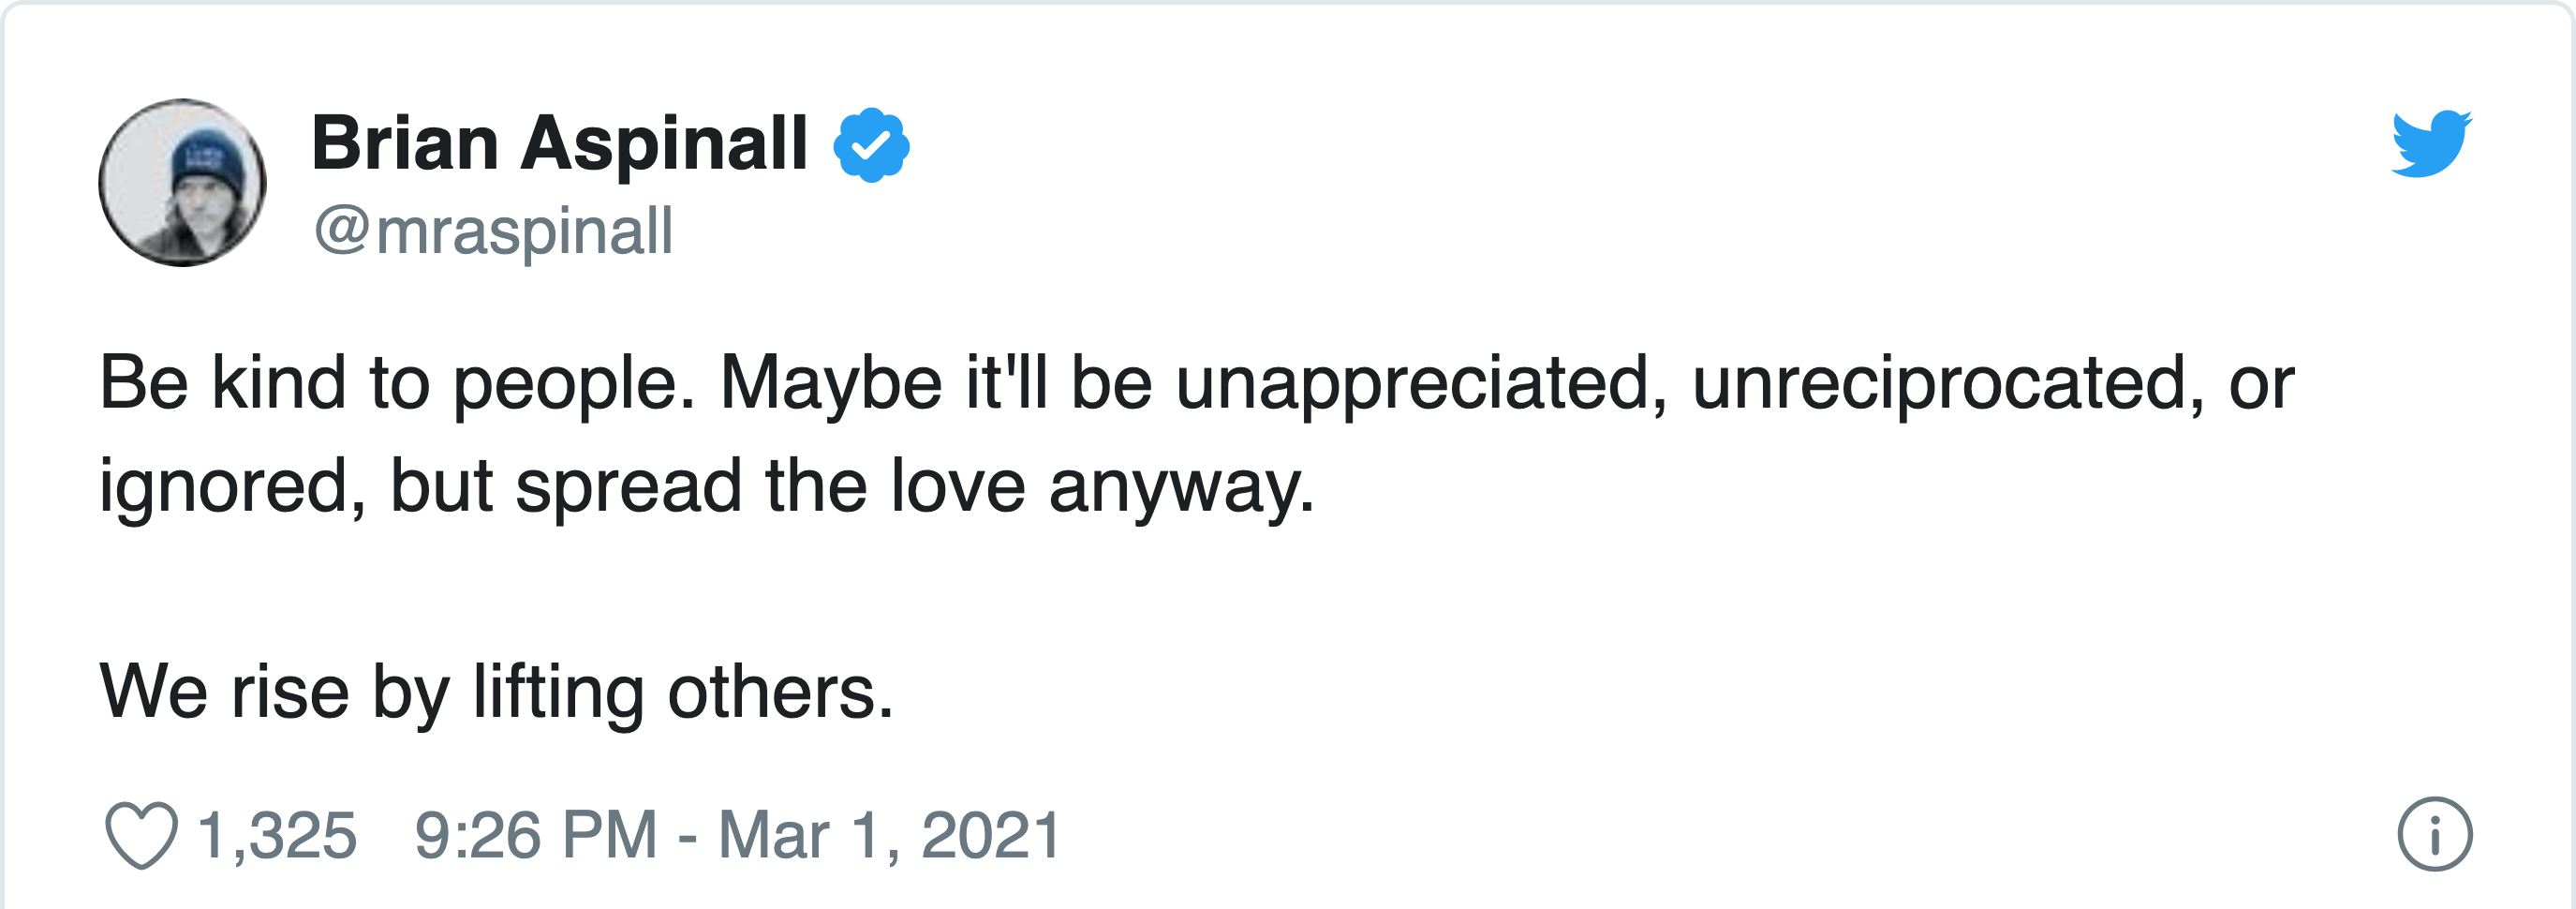 Brian Aspinall
@mraspinall
Be kind to people. Maybe it'll be unappreciated, unreciprocated, or
ignored, but spread the love anyway.
We rise by lifting others.
1,325 9:26 PM - Mar 1, 2021